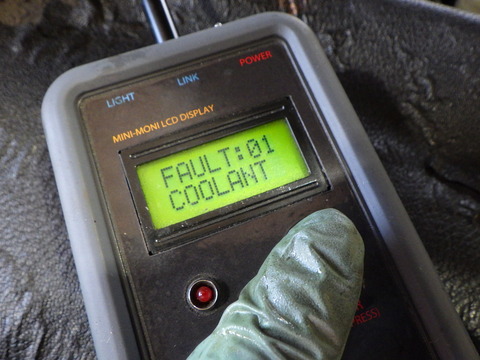 LIGHT
LINK
POWER
MINI-MONI LCD DISPLAY
FAULT:01
COOLANT